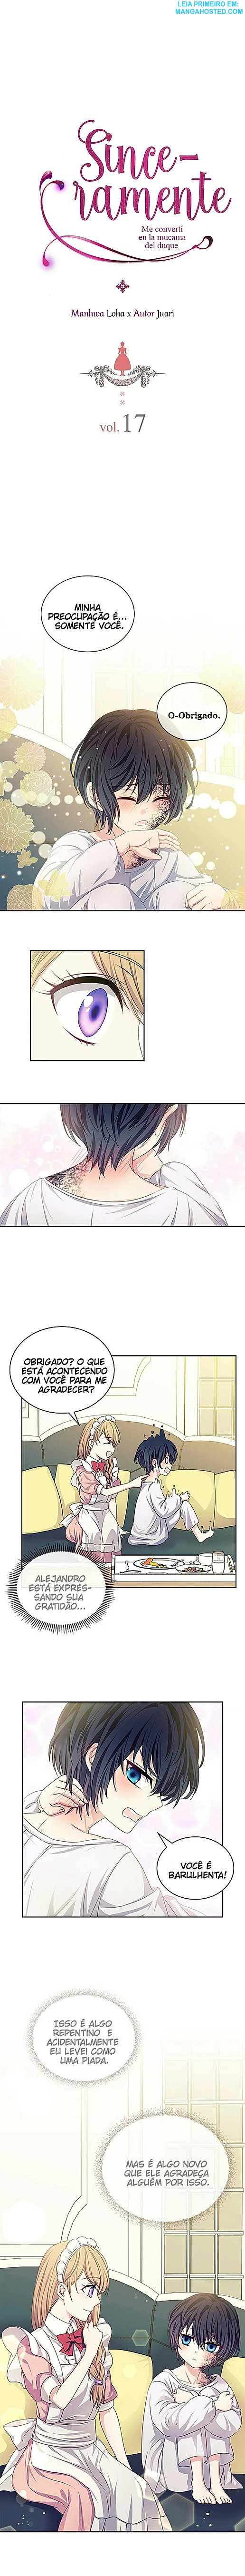 LEIA PRIMEIRO EM:
MANGAHOSTED.COM
Since-
ramente
Me convertí
en la mucama
del duque
Manhwa Loha x Autor Juari
vol. 17
MINHA
PREOCUPAÇÃO É...
SOMENTE VOCÊ.
O-Obrigado.
OBRIGADO? O QUE
ESTÁ ACONTECENDO
COM VOCÊ PARA ME
AGRADECER?
ALEJANDRO
ESTÁ EXPRES-
SANDO SUA
GRATIDÃO...
VOCÊ É
BARULHENTA!
ISSO É ALGO
REPENTINO E
ACIDENTALMENTE
EU LEVEI COMO
UMA PIADA.
MAS É ALGO NOVO
QUE ELE AGRADEÇA
ALGUÉM POR ISSO.